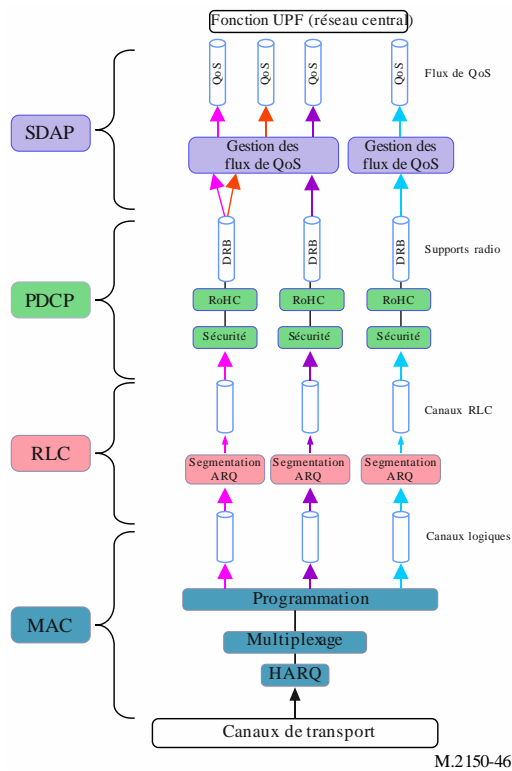 Fonction UPF (réseau central)
QoS
QoS
QoS
QoS
Flux de QoS
SDAP
Gestion des
flux de QoS
Gestion des
flux de QoS
DRB
DRB
DRB
Supports radio
PDCP
RoHC
RoHC
RoHC
Sécurité
Sécurité
Sécurité
Canaux RLC
RLC
Segmentation
ARQ
Segmentation
ARQ
Segmentation
ARQ
Canaux logiques
MAC
Programmation
Multiplexage
HARQ
Canaux de transport
M.2150-46